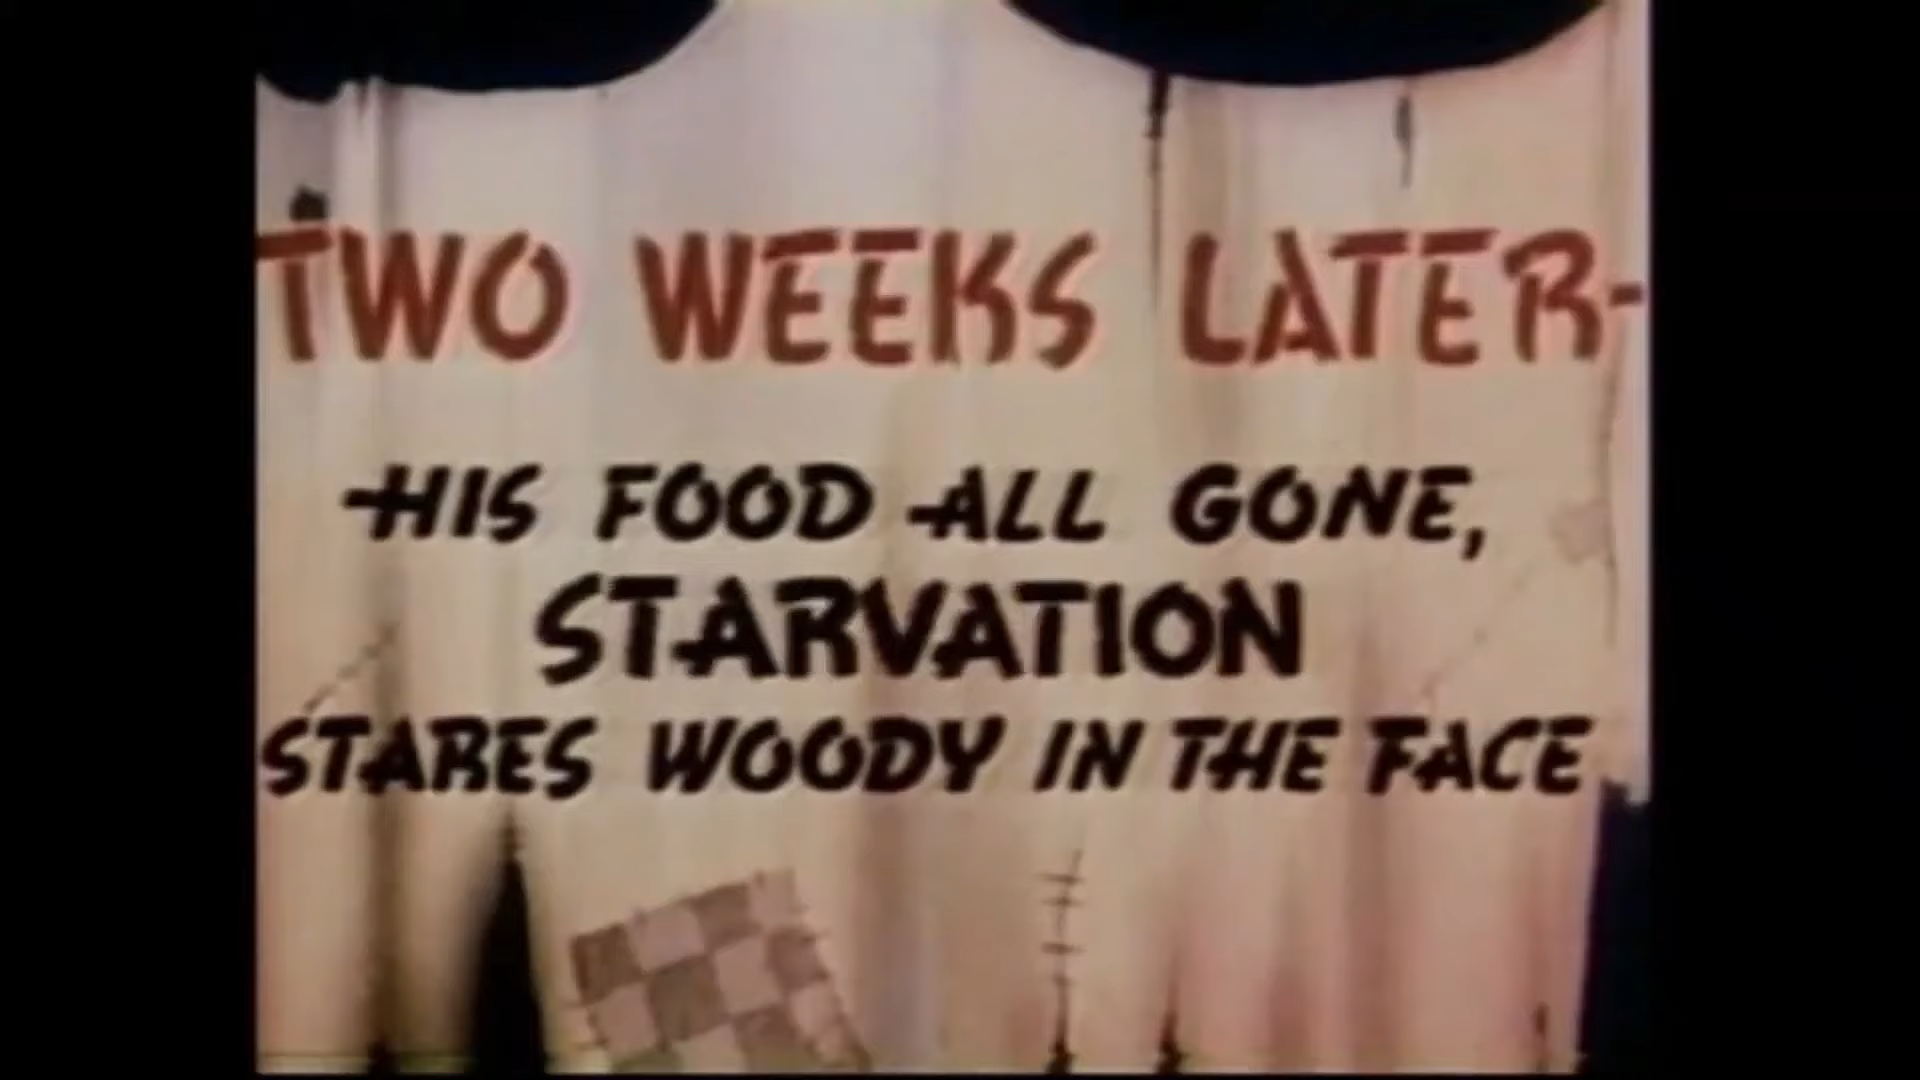 TWO WEEKS LATER-
HIS FOOD ALL GONE,
STARVATION
STARES WOODY IN THE FACE